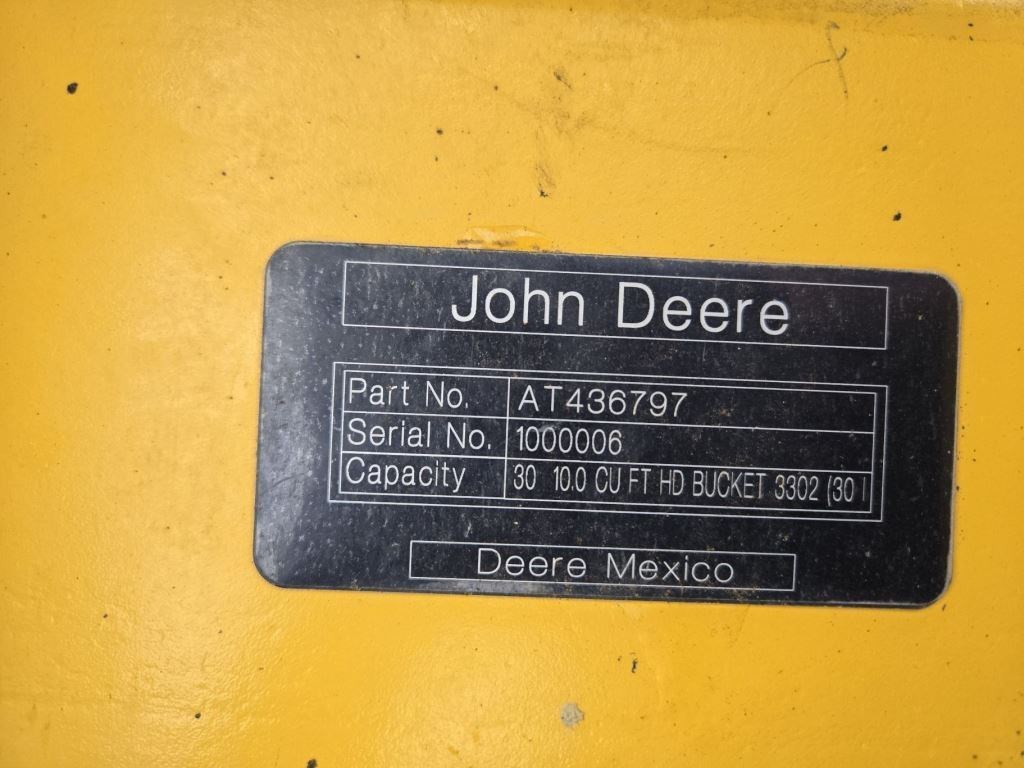 John Deere
Part No. AT436797
Serial No. 1000006
Capacity 30 10.0 CU FT HD BUCKET 3302 (30 I
Deere Mexico